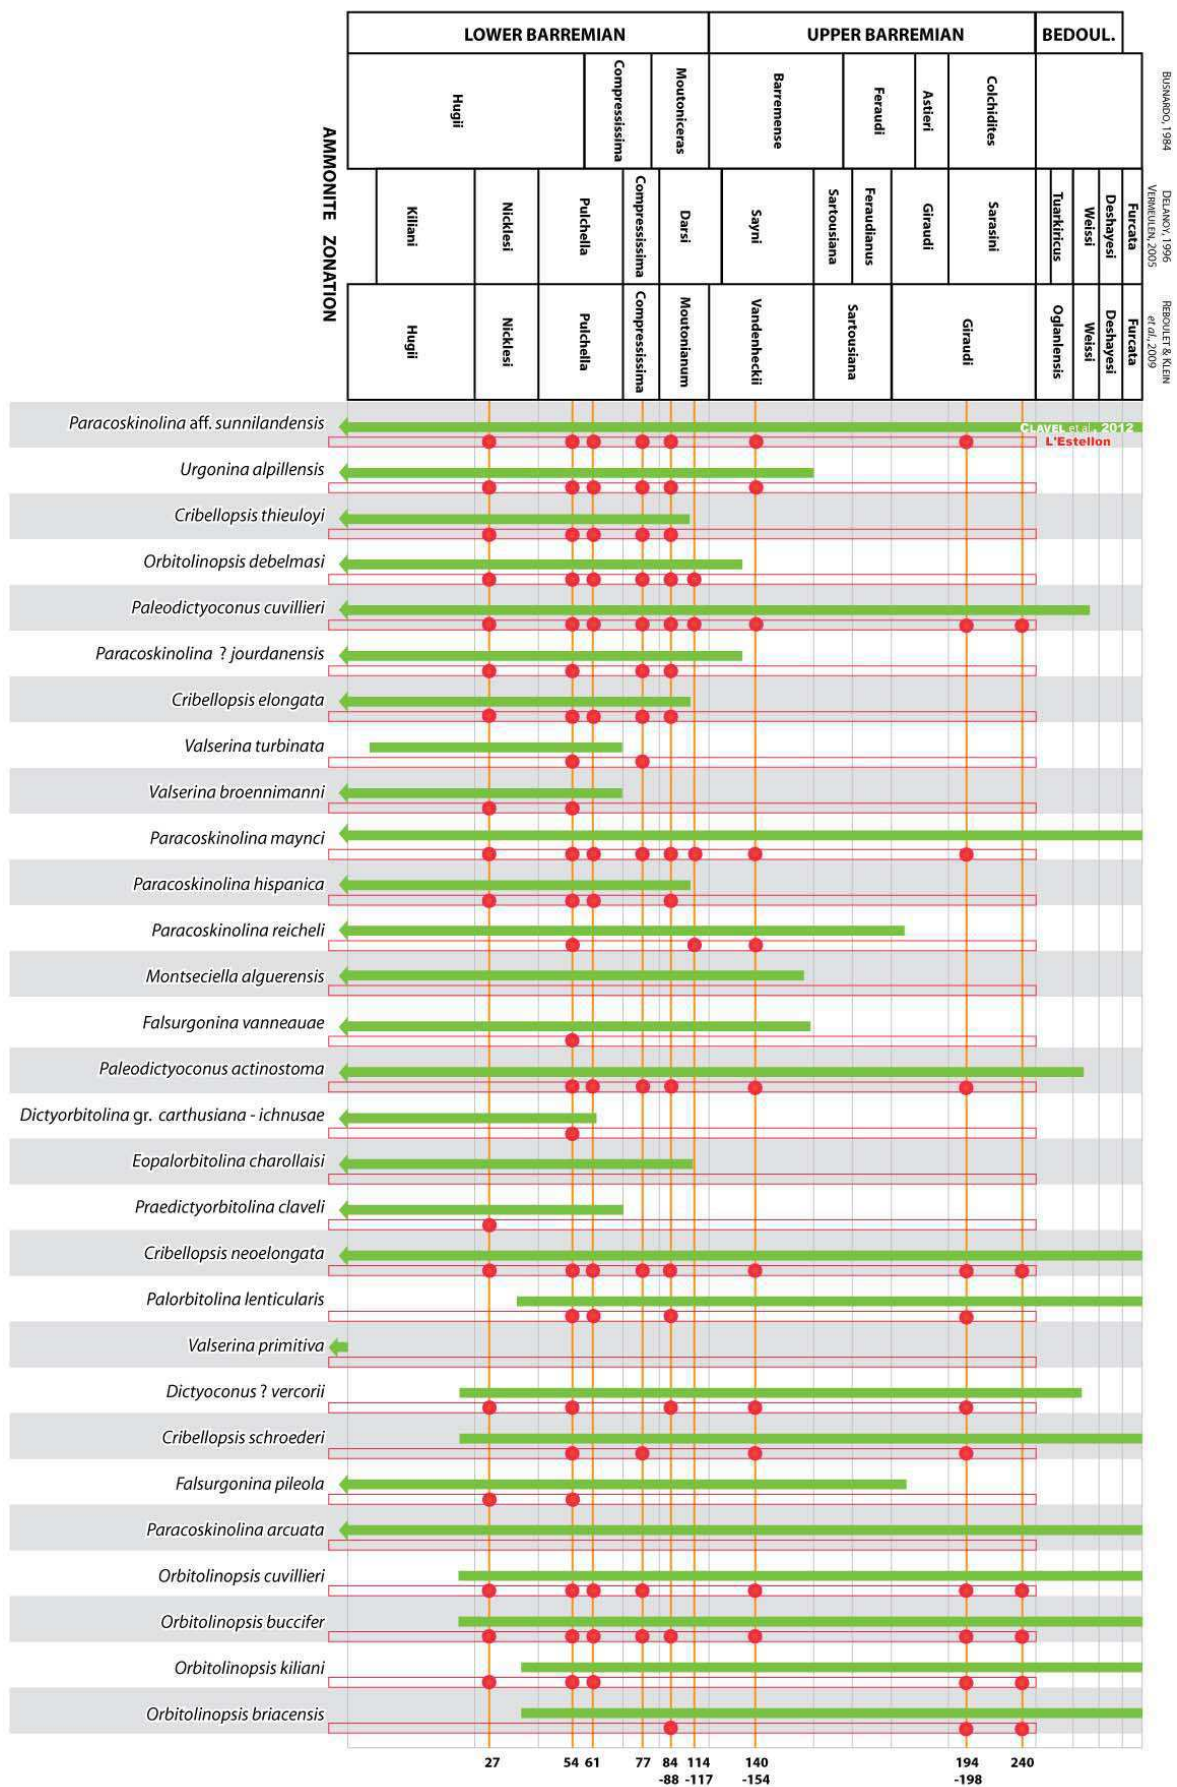 LOWER BARREMIAN
UPPER BARREMIAN
BEDOUL.
Hugii
Compressissima
Moutoniceras
Barremense
Feraudi
Astieri
Colchidites
BUSNARDO, 1984
Kiliani
Nicklesi
Pulchella
Compressissima
Darsi
Sayni
Sartousiana
Feraudianus
Giraudi
Sarasini
Tuarkiricus
Weissi
Deshayesi
Furcata
DELANOY, 1996
VERMEULEN, 2005
Hugii
Nicklesi
Pulchella
Compressissima
Moutonianum
Vandenheckii
Sartousiana
Giraudi
Oglanlensis
Weissi
Deshayesi
Furcata
REBOULET & KLEIN
et al., 2009
AMMONITE ZONATION
Paracoskinolina aff. sunnilandensis
CLAVEL et al., 2012
L'Estellon
Urgonina alpillensis
Cribellopsis thieuloyi
Orbitolinopsis debelmasi
Paleodictyoconus cuvillieri
Paracoskinolina ? jourdanensis
Cribellopsis elongata
Valserina turbinata
Valserina broennimanni
Paracoskinolina maynci
Paracoskinolina hispanica
Paracoskinolina reicheli
Montseciella alguerensis
Falsurgonina vanneauae
Paleodictyoconus actinostoma
Dictyorbitolina gr. carthusiana - ichnusae
Eopalorbitolina charollaisi
Praedictyorbitolina claveli
Cribellopsis neoelongata
Palorbitolina lenticularis
Valserina primitiva
Dictyoconus ? vercorii
Cribellopsis schroederi
Falsurgonina pileola
Paracoskinolina arcuata
Orbitolinopsis cuvillieri
Orbitolinopsis buccifer
Orbitolinopsis kiliani
Orbitolinopsis briacensis
27 54 61 77 84 114 140 194 240
-88 -117 -154 -198